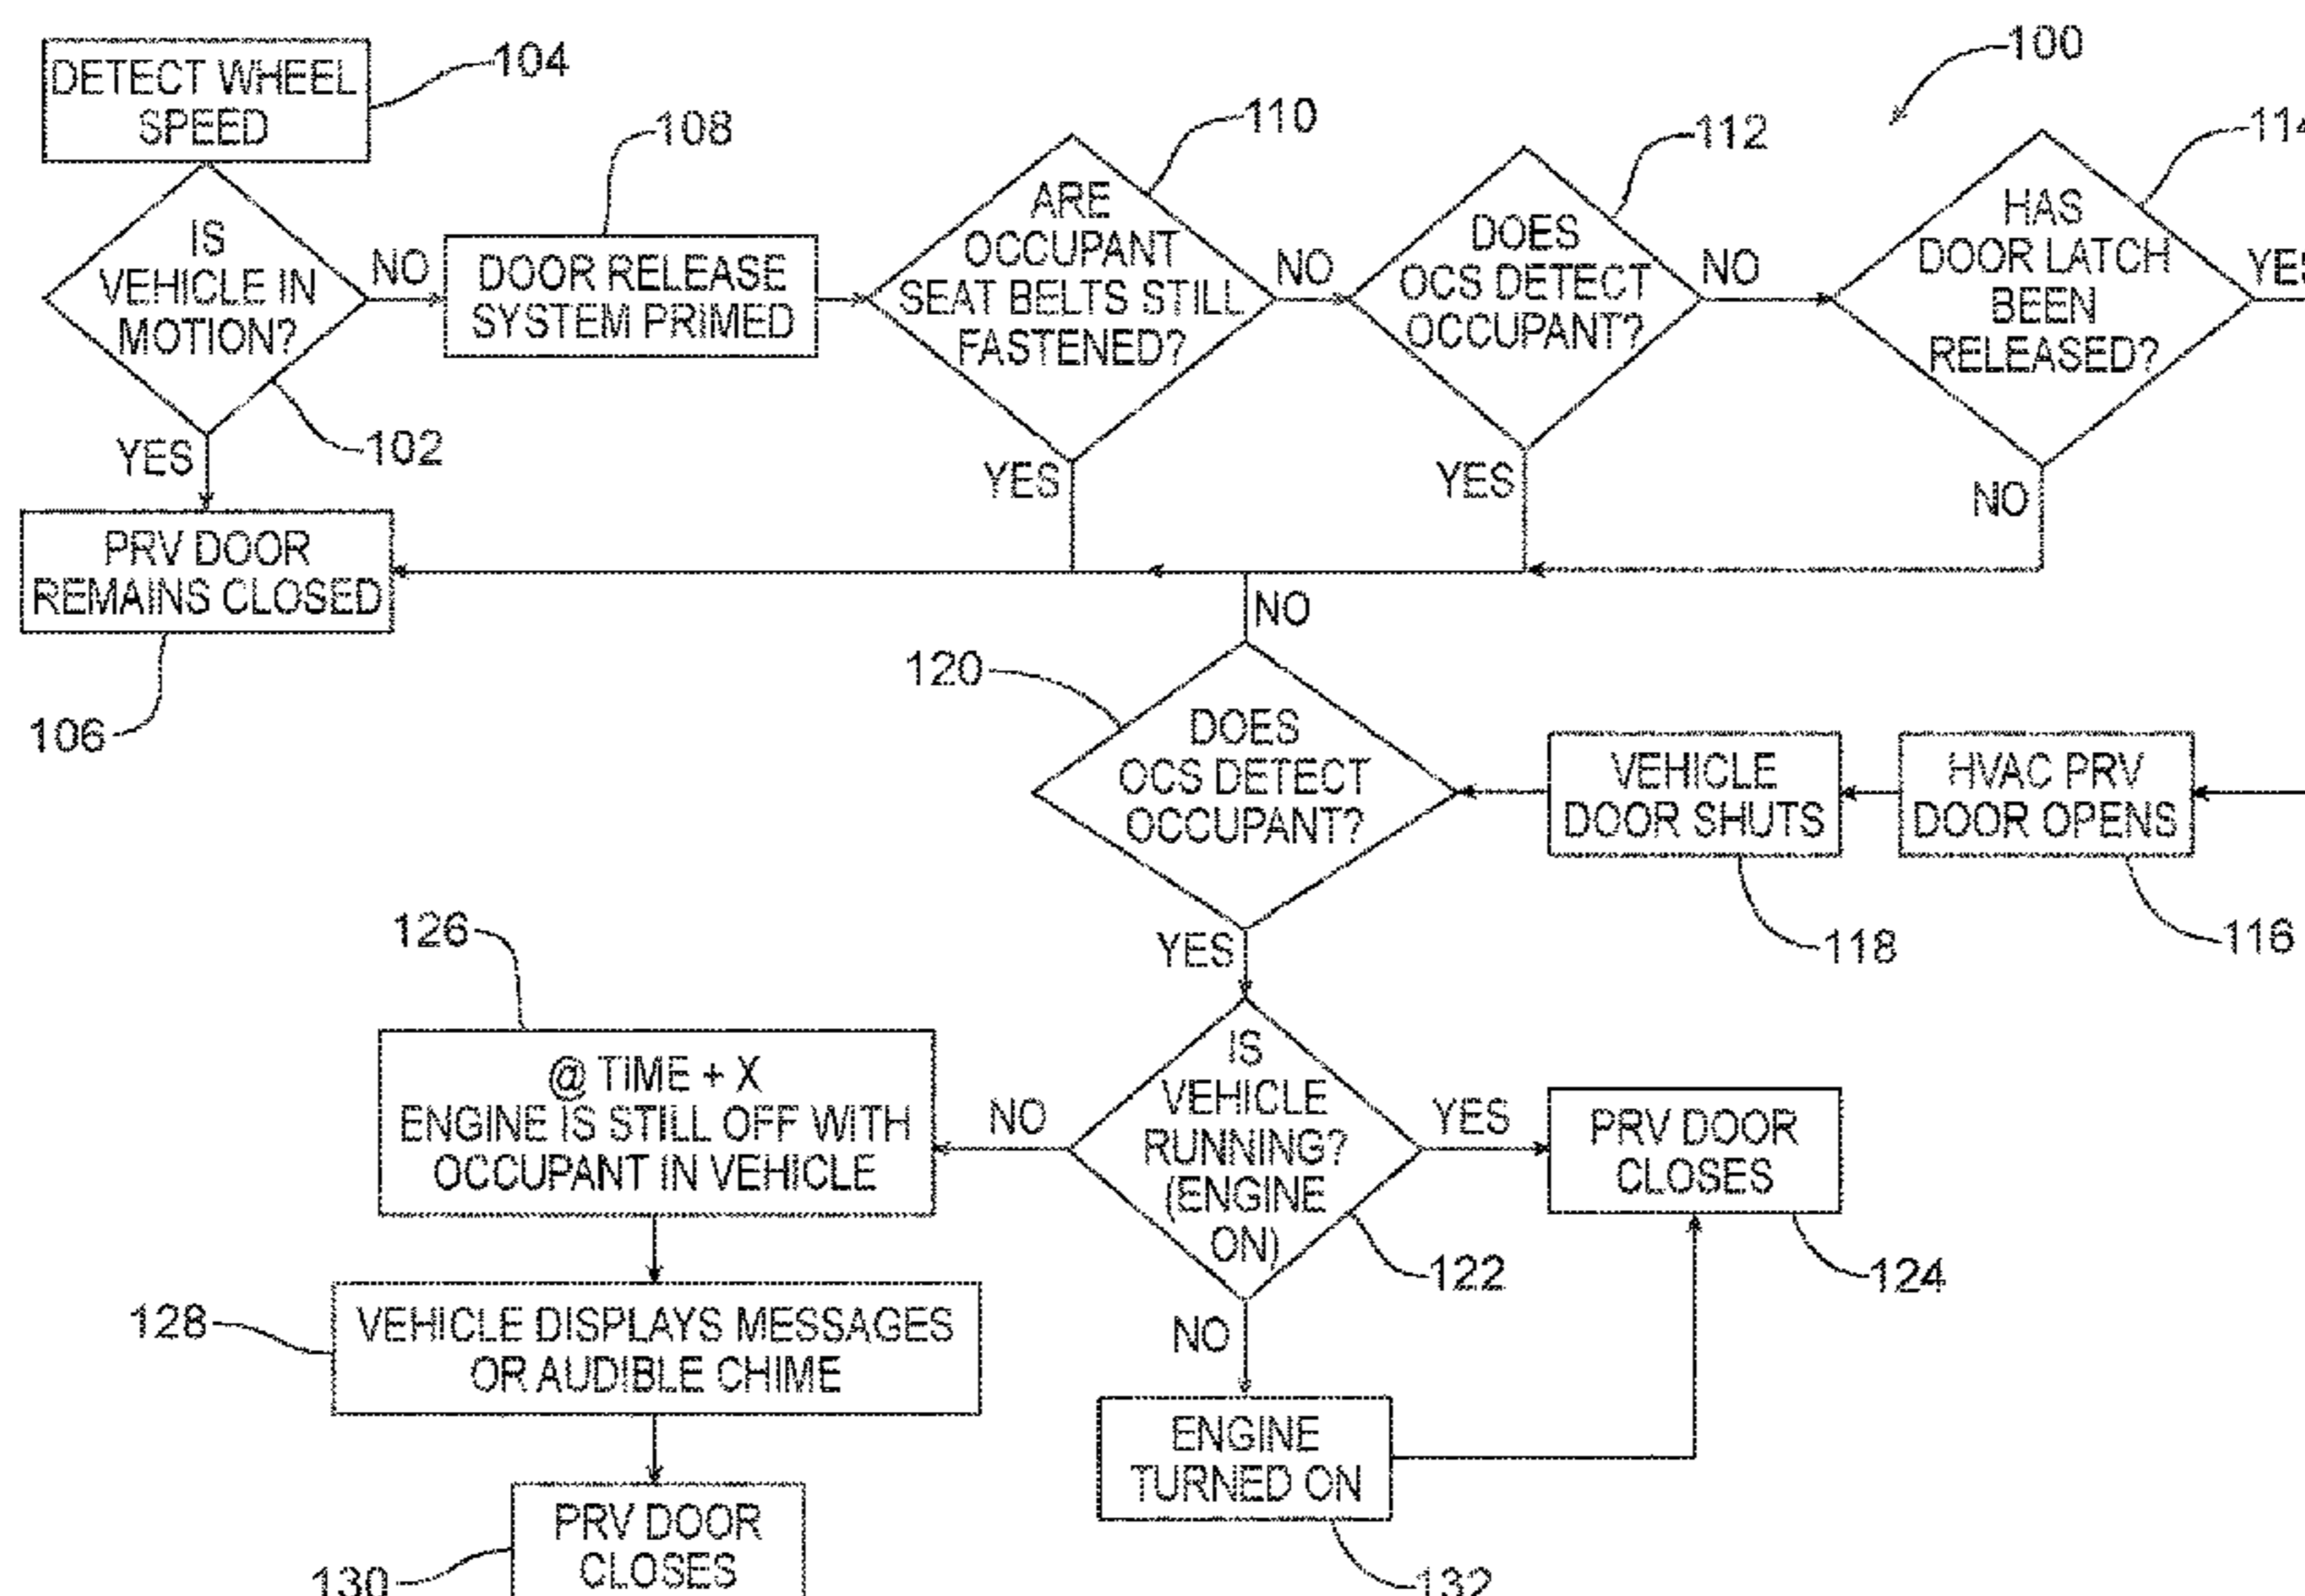 100
DETECT WHEEL
SPEED
104
IS
VEHICLE IN
MOTION?
102
NO
YES
DOOR RELEASE
SYSTEM PRIMED
108
ARE
OCCUPANT
SEAT BELTS STILL
FASTENED?
110
NO
YES
DOES
OCS DETECT
OCCUPANT?
112
NO
YES
HAS
DOOR LATCH
BEEN
RELEASED?
114
YES
NO
PRV DOOR
REMAINS CLOSED
106
NO
120
DOES
OCS DETECT
OCCUPANT?
YES
VEHICLE
DOOR SHUTS
118
HVAC PRV
DOOR OPENS
116
126
@ TIME + X
ENGINE IS STILL OFF WITH
OCCUPANT IN VEHICLE
NO
IS
VEHICLE
RUNNING?
(ENGINE
ON)
122
YES
NO
PRV DOOR
CLOSES
124
128
VEHICLE DISPLAYS MESSAGES
OR AUDIBLE CHIME
ENGINE
TURNED ON
132
PRV DOOR
CLOSES
130